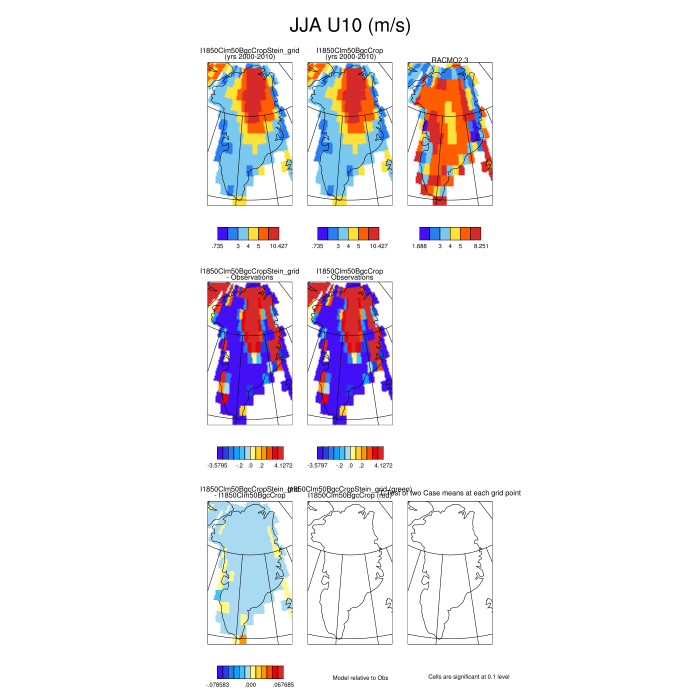 JJA U10 (m/s)
I1850Clm50BgcCropStein_grid
(yrs 2000-2010)
I1850Clm50BgcCrop
(yrs 2000-2010)
RACMO2.3
.735 3 4 5 10.427
.735 3 4 5 10.427
1.688 3 4 5 8.251
I1850Clm50BgcCropStein_grid
- Observations
I1850Clm50BgcCrop
- Observations
-3.5795 -.2 .0 .2 4.1272
-3.5797 -.2 .0 .2 4.1272
I1850Clm50BgcCropStein_grid
- I1850Clm50BgcCrop
I1850Clm50BgcCropStein_grid (green)
I1850Clm50BgcCrop (red)
T-Test of two Case means at each grid point
-.078583 .000 .067685
Model relative to Obs
Cells are significant at 0.1 level